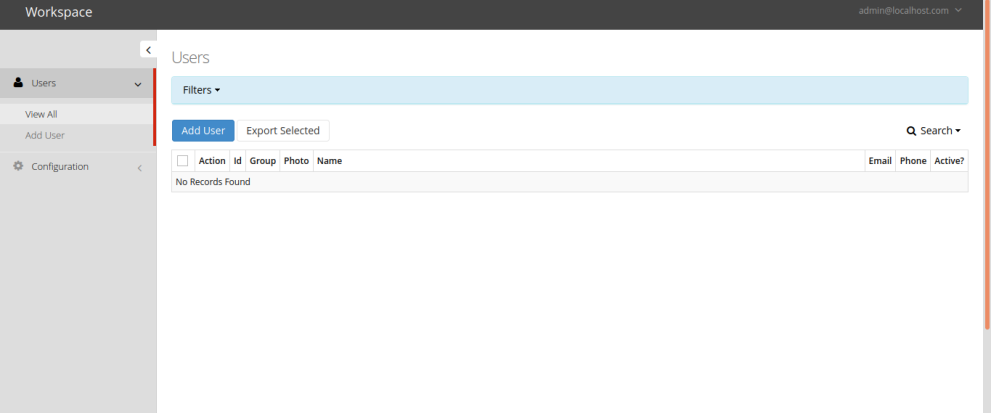 Workspace
admin@localhost.com
Users
Users
Filters
View All
Add User
Add User Export Selected
Search
Configuration
Action Id Group Photo Name Email Phone Active?
No Records Found